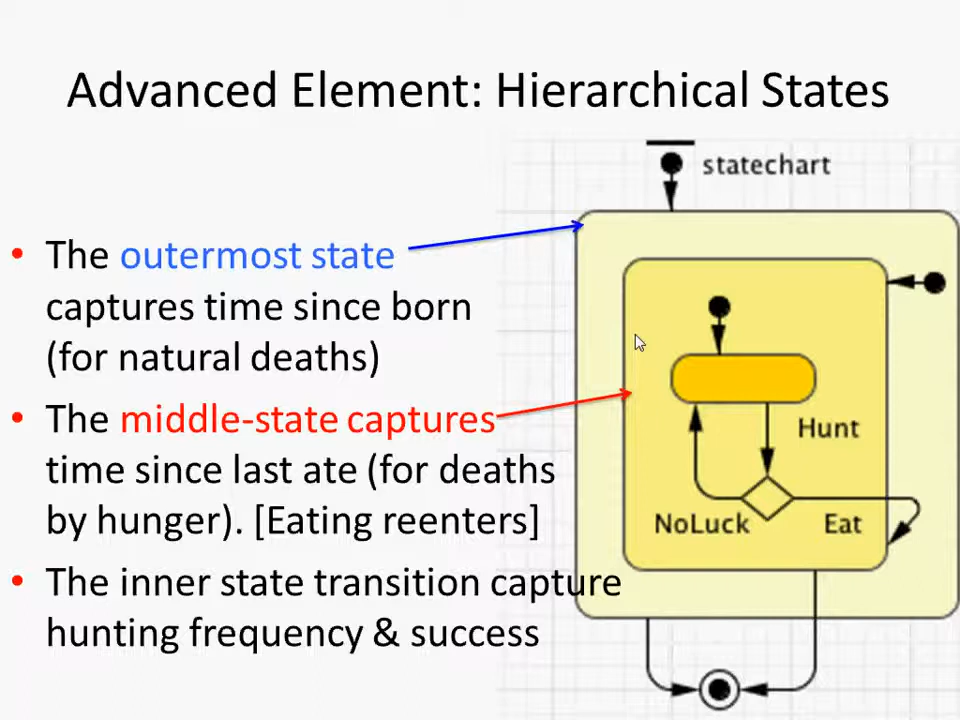 Advanced Element: Hierarchical States
statechart
• The outermost state
captures time since born
(for natural deaths)
• The middle-state captures
time since last ate (for deaths
by hunger). [Eating reenters]
• The inner state transition capture
hunting frequency & success
Hunt
NoLuck
Eat